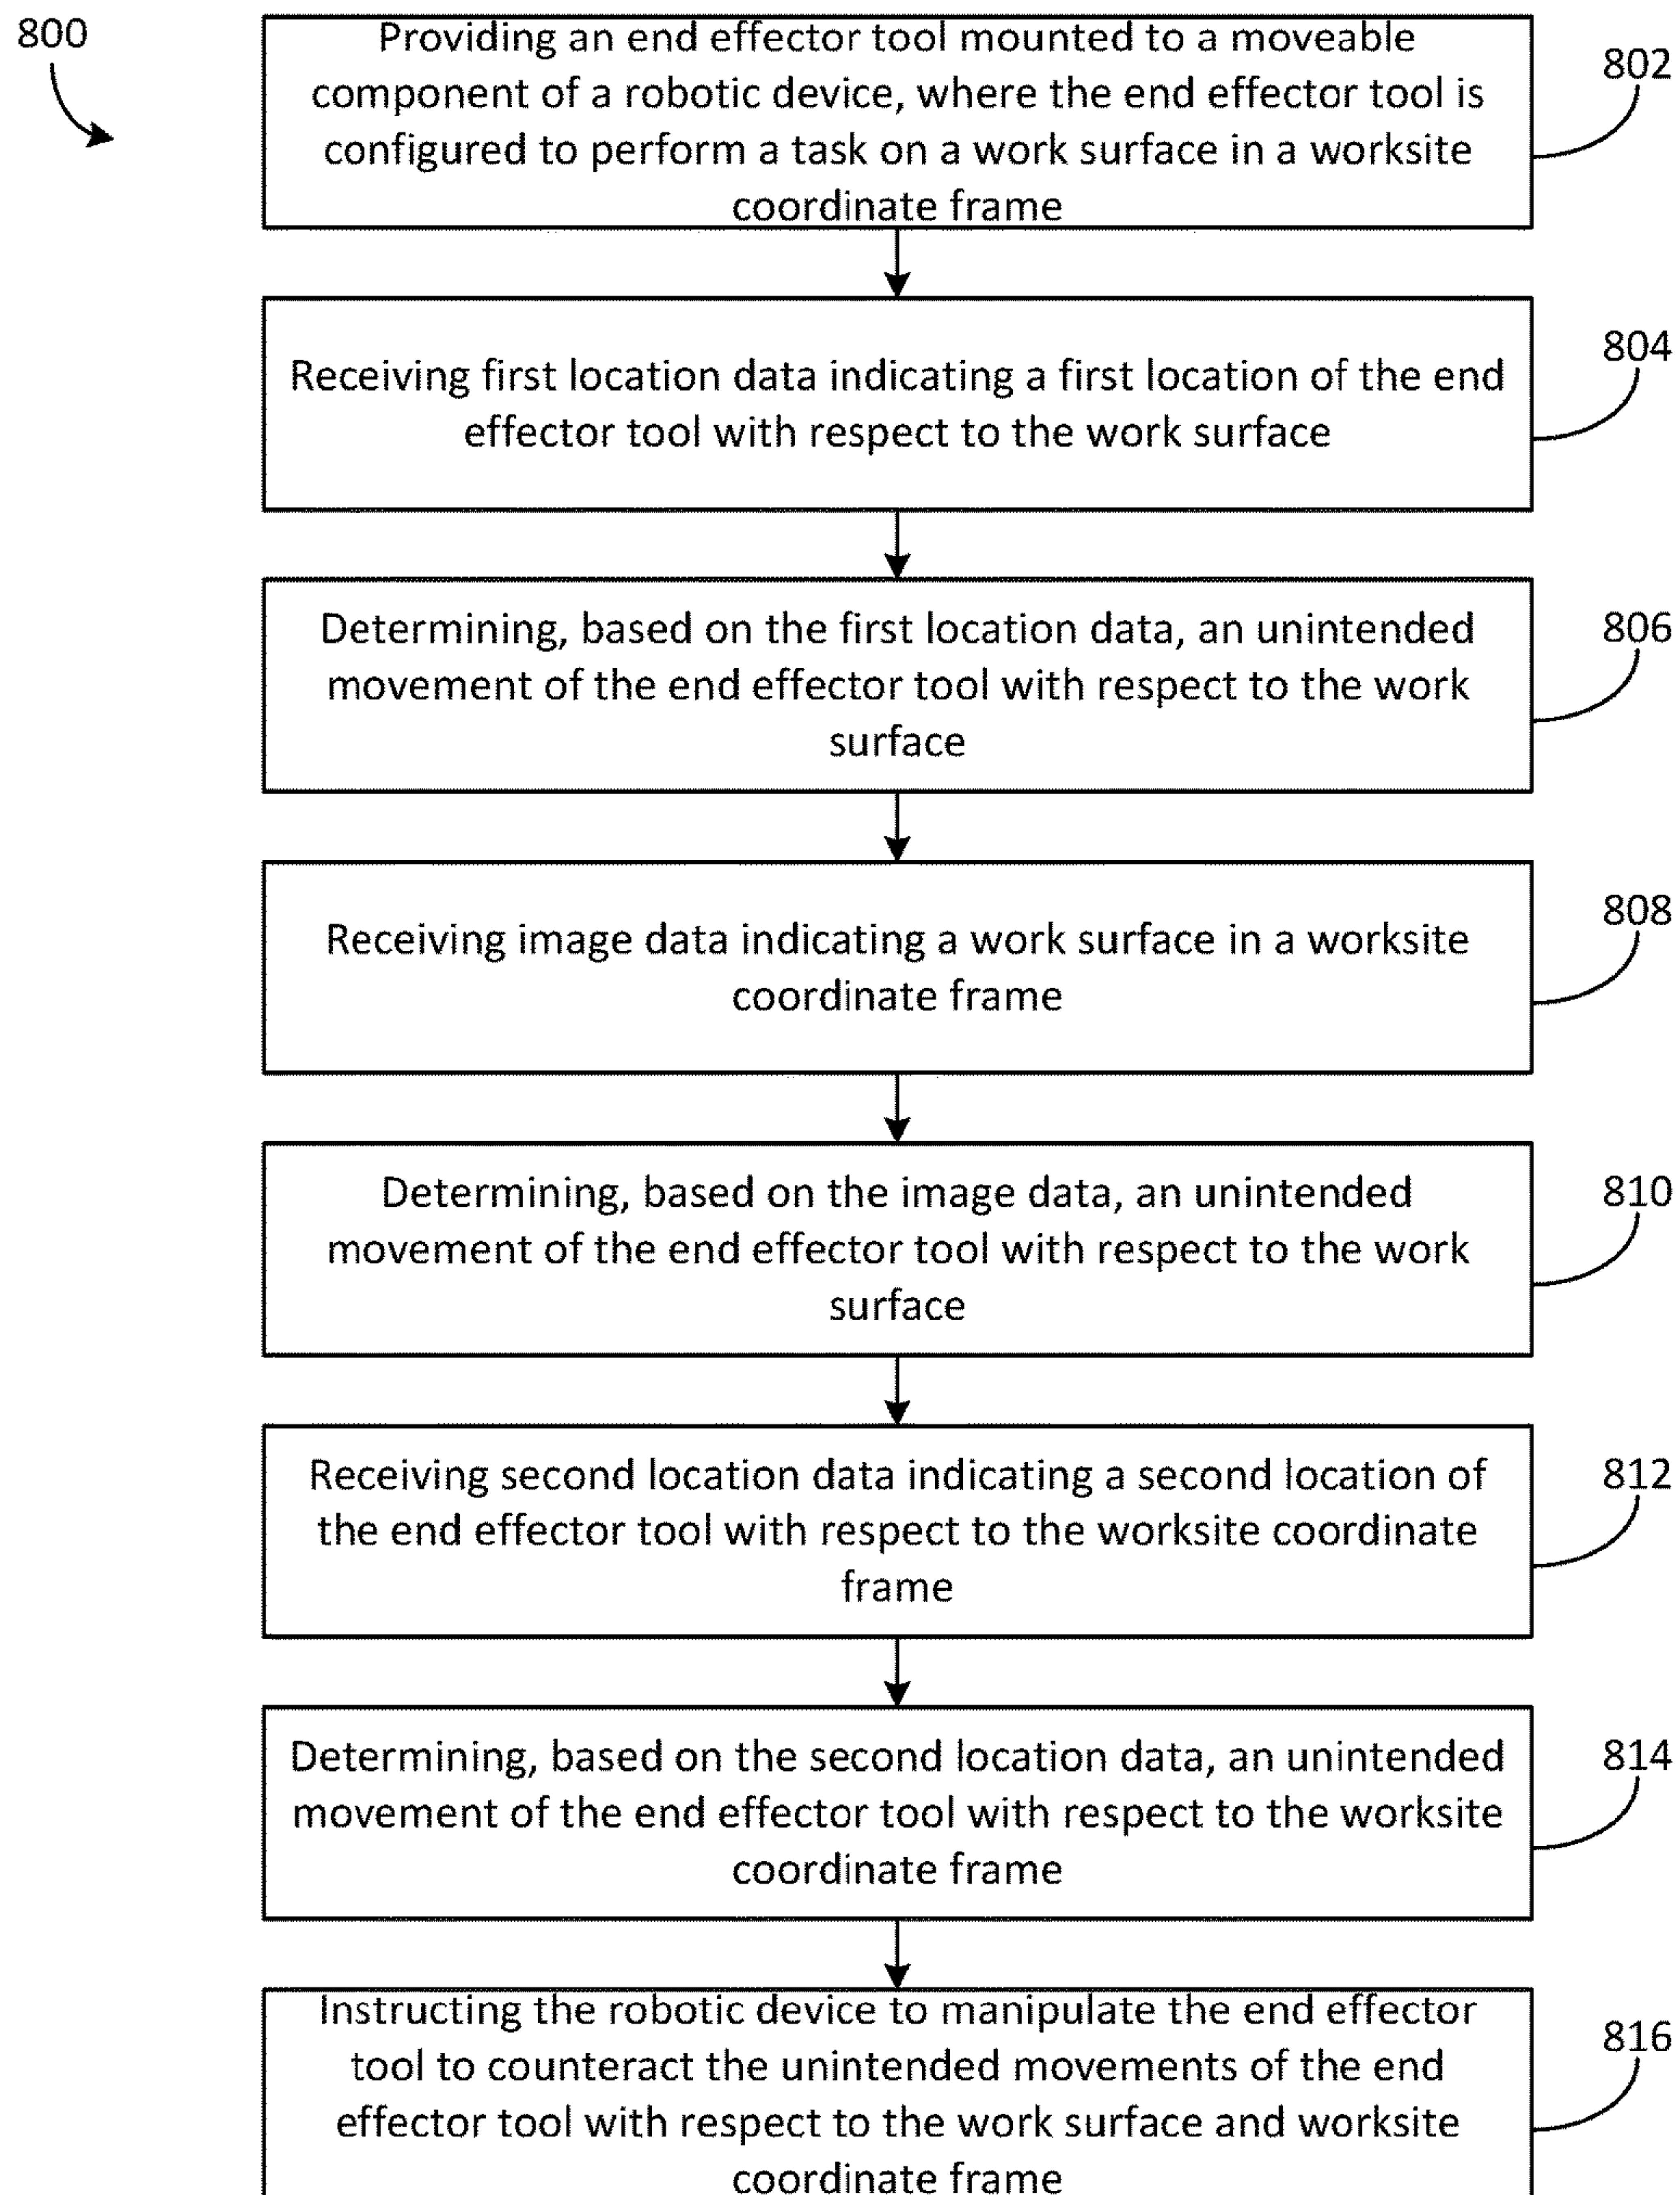 800
Providing an end effector tool mounted to a moveable
component of a robotic device, where the end effector tool is
configured to perform a task on a work surface in a worksite
coordinate frame
802
Receiving first location data indicating a first location of the end
effector tool with respect to the work surface
804
Determining, based on the first location data, an unintended
movement of the end effector tool with respect to the work
surface
806
Receiving image data indicating a work surface in a worksite
coordinate frame
808
Determining, based on the image data, an unintended
movement of the end effector tool with respect to the work
surface
810
Receiving second location data indicating a second location of
the end effector tool with respect to the worksite coordinate
frame
812
Determining, based on the second location data, an unintended
movement of the end effector tool with respect to the worksite
coordinate frame
814
Instructing the robotic device to manipulate the end effector
tool to counteract the unintended movements of the end
effector tool with respect to the work surface and worksite
coordinate frame
816